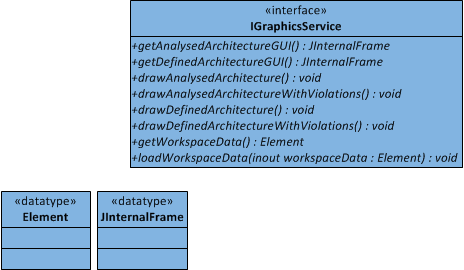 «interface»
IGraphicsService
+getAnalysedArchitectureGUI() : JInternalFrame
+getDefinedArchitectureGUI() : JInternalFrame
+drawAnalysedArchitecture() : void
+drawAnalysedArchitectureWithViolations() : void
+drawDefinedArchitecture() : void
+drawDefinedArchitectureWithViolations() : void
+getWorkspaceData() : Element
+loadWorkspaceData(inout workspaceData : Element) : void
«datatype»
Element
«datatype»
JInternalFrame